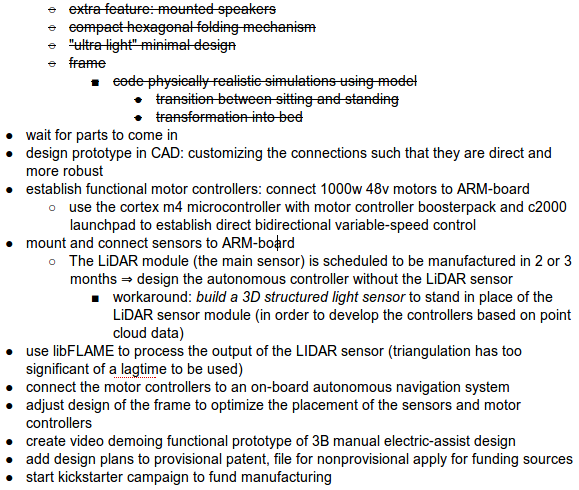 extra feature: mounted speakers
compact hexagonal folding mechanism
"ultra light" minimal design
frame
code physically realistic simulations using model
transition between sitting and standing
transformation into bed
wait for parts to come in
design prototype in CAD: customizing the connections such that they are direct and
more robust
establish functional motor controllers: connect 1000w 48v motors to ARM-board
use the cortex m4 microcontroller with motor controller boosterpack and c2000
launchpad to establish direct bidirectional variable-speed control
mount and connect sensors to ARM-board
The LiDAR module (the main sensor) is scheduled to be manufactured in 2 or 3
months ⇒ design the autonomous controller without the LiDAR sensor
workaround: build a 3D structured light sensor to stand in place of the
LiDAR sensor module (in order to develop the controllers based on point
cloud data)
use libFLAME to process the output of the LIDAR sensor (triangulation has too
significant of a lagtime to be used)
connect the motor controllers to an on-board autonomous navigation system
adjust design of the frame to optimize the placement of the sensors and motor
controllers
create video demoing functional prototype of 3B manual electric-assist design
add design plans to provisional patent, file for nonprovisional apply for funding sources
start kickstarter campaign to fund manufacturing